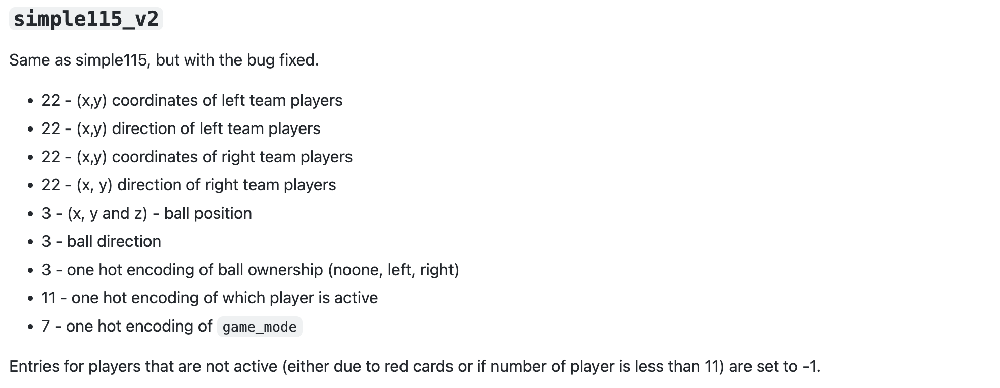 simple115_v2
Same as simple115, but with the bug fixed.
• 22 - (x,y) coordinates of left team players
• 22 - (x,y) direction of left team players
• 22 - (x,y) coordinates of right team players
• 22 - (x, y) direction of right team players
• 3 - (x, y and z) - ball position
• 3 - ball direction
• 3 - one hot encoding of ball ownership (noone, left, right)
• 11 - one hot encoding of which player is active
• 7 - one hot encoding of game_mode
Entries for players that are not active (either due to red cards or if number of player is less than 11) are set to -1.